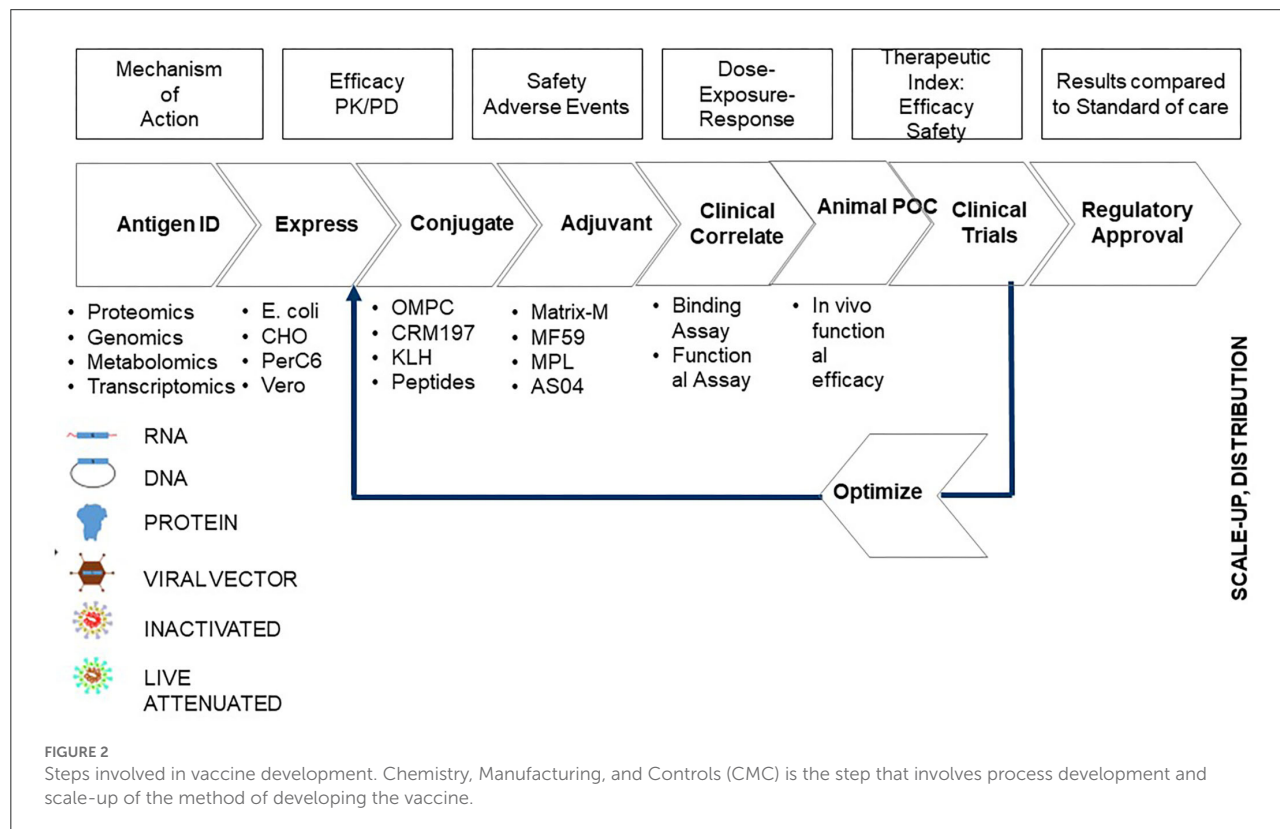 Mechanism
of
Action
Efficacy
PK/PD
Safety
Adverse Events
Dose-
Exposure-
Response
Therapeutic
Index:
Efficacy
Safety
Results compared
to Standard of care
Antigen ID
Express
Conjugate
Adjuvant
Clinical
Correlate
Animal POC
Clinical
Trials
Regulatory
Approval
• Proteomics
• Genomics
• Metabolomics
• Transcriptomics
• E. coli
• CHO
• PerC6
• Vero
• OMPC
• CRM197
• KLH
• Peptides
• Matrix-M
• MF59
• MPL
• AS04
• Binding
Assay
• Function
al Assay
• In vivo
function
al
efficacy
RNA
DNA
PROTEIN
VIRAL VECTOR
INACTIVATED
LIVE
ATTENUATED
Optimize
SCALE-UP, DISTRIBUTION
FIGURE 2
Steps involved in vaccine development. Chemistry, Manufacturing, and Controls (CMC) is the step that involves process development and
scale-up of the method of developing the vaccine.